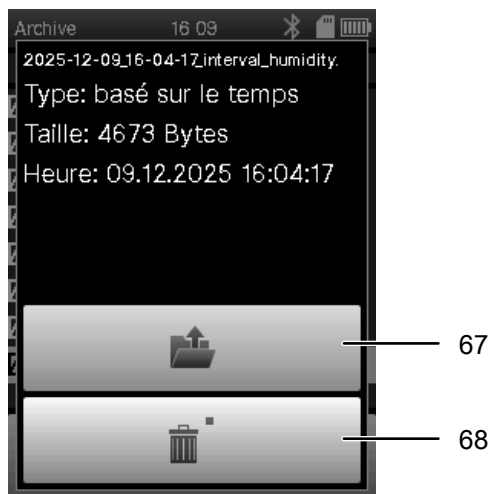 Archive 16 09
2025-12-09_16-04-17_interval_humidity.
Type: basé sur le temps
Taille: 4673 Bytes
Heure: 09.12.2025 16:04:17
67
68